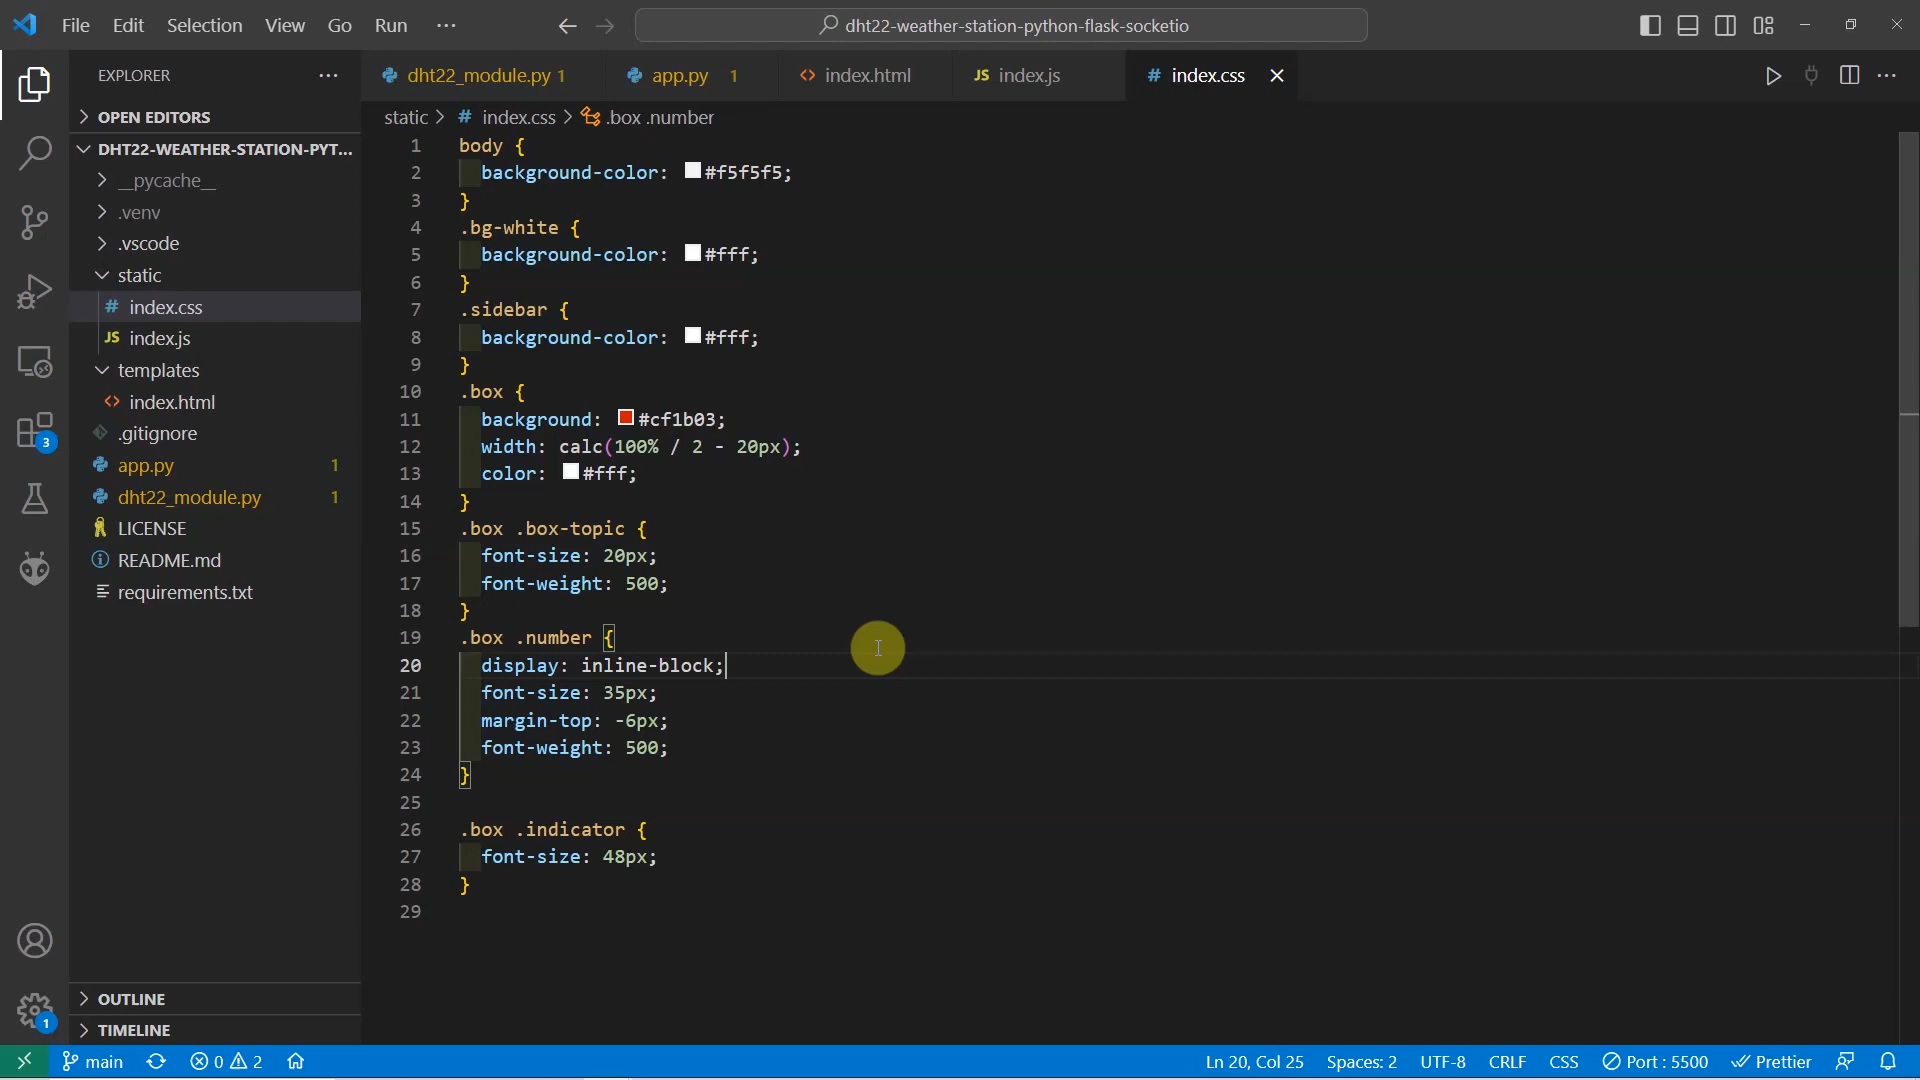 File Edit Selection View Go Run ··· dht22-weather-station-python-flask-socketio
EXPLORER ···
OPEN EDITORS
DHT22-WEATHER-STATION-PYT...
__pycache__
.venv
.vscode
static
index.css
JS index.js
templates
index.html
.gitignore
app.py 1
dht22_module.py 1
LICENSE
README.md
requirements.txt
OUTLINE
TIMELINE
3
1
dht22_module.py 1 app.py 1 <> index.html JS index.js # index.css
static > # index.css > .box .number
1 body {
2 background-color: #f5f5f5;
3 }
4 .bg-white {
5 background-color: #fff;
6 }
7 .sidebar {
8 background-color: #fff;
9 }
10 .box {
11 background: #cf1b03;
12 width: calc(100% / 2 - 20px);
13 color: #fff;
14 }
15 .box .box-topic {
16 font-size: 20px;
17 font-weight: 500;
18 }
19 .box .number {
20 display: inline-block;
21 font-size: 35px;
22 margin-top: -6px;
23 font-weight: 500;
24 }
25
26 .box .indicator {
27 font-size: 48px;
28 }
29
main 0 2 Ln 20, Col 25 Spaces: 2 UTF-8 CRLF CSS Port : 5500 Prettier